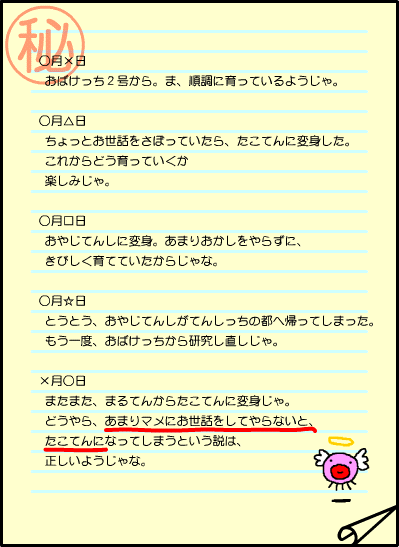 秘
○月×日
おばけっち２号から。ま、順調に育っているようじゃ。
○月△日
ちょっとお世話をさぼっていたら、たこてんに変身した。
これからどう育っていくか
楽しみじゃ。
○月□日
おやじてんしに変身。あまりおかしをやらずに、
きびしく育てていたからじゃな。
○月☆日
とうとう、おやじてんしがてんしっちの都へ帰ってしまった。
もう一度、おばけっちから研究し直しじゃ。
×月○日
またまた、まるてんからたこてんに変身じゃ。
どうやら、あまりマメにお世話をしてやらないと、
たこてんになってしまうという説は、
正しいようじゃな。